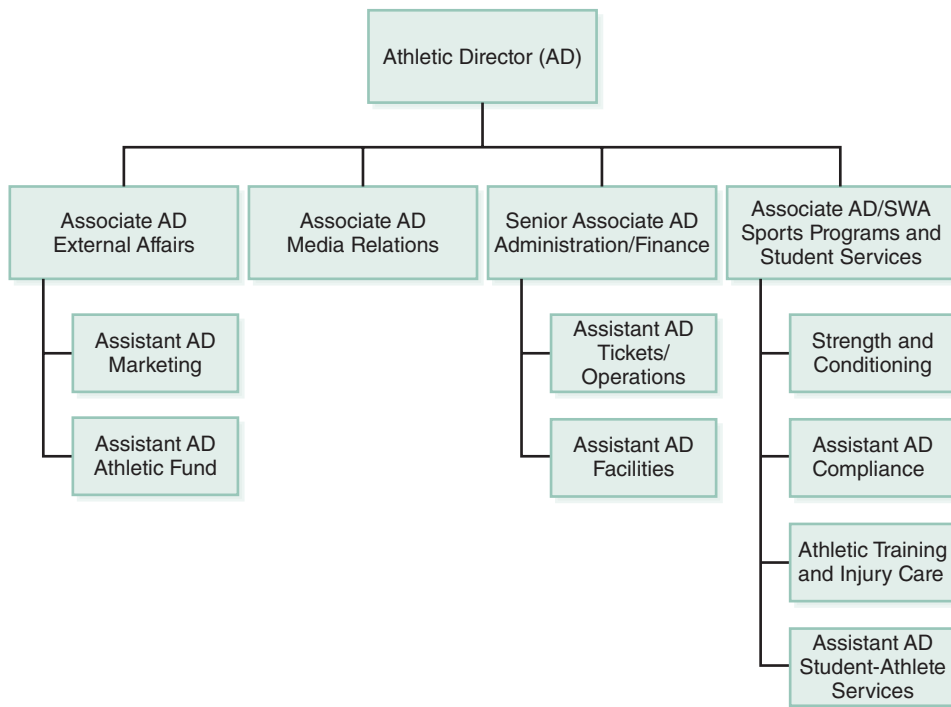 Athletic Director (AD)
Associate AD
External Affairs
Associate AD
Media Relations
Senior Associate AD
Administration/Finance
Associate AD/SWA
Sports Programs and
Student Services
Assistant AD
Marketing
Assistant AD
Athletic Fund
Assistant AD
Tickets/
Operations
Assistant AD
Facilities
Strength and
Conditioning
Assistant AD
Compliance
Athletic Training
and Injury Care
Assistant AD
Student-Athlete
Services